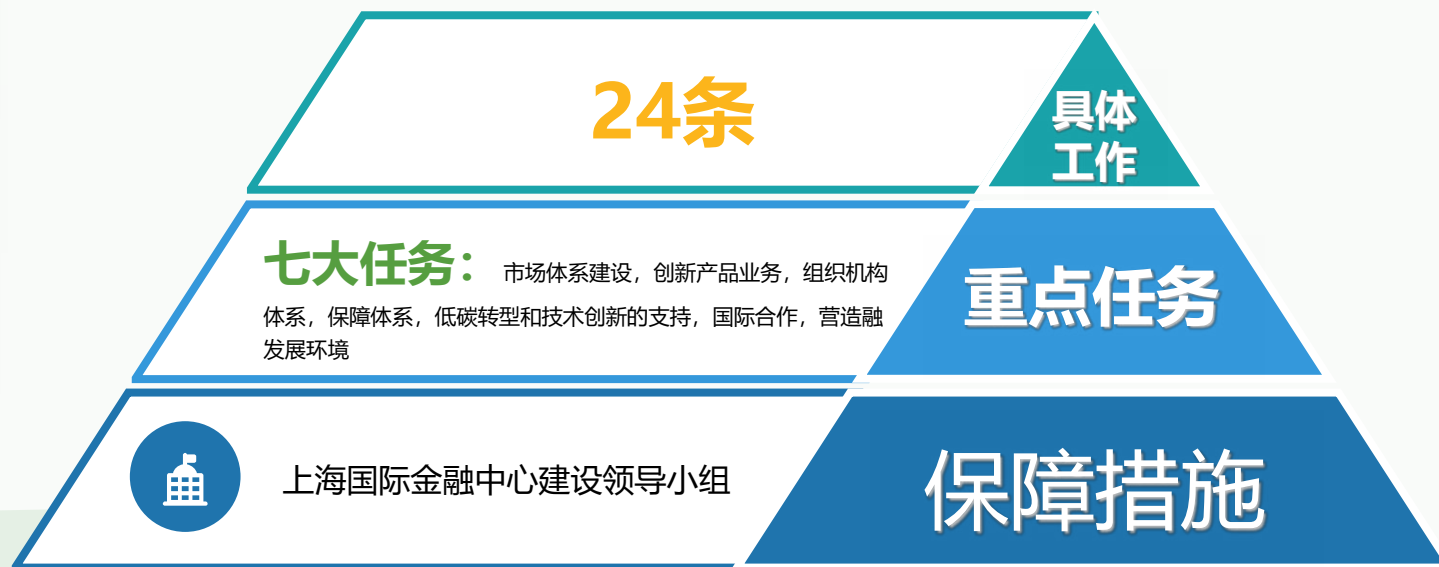 24条
具体
工作
七大任务：市场体系建设，创新产品业务，组织机构
体系，保障体系，低碳转型和技术创新的支持，国际合作，营造融
发展环境
重点任务
上海国际金融中心建设领导小组
保障措施